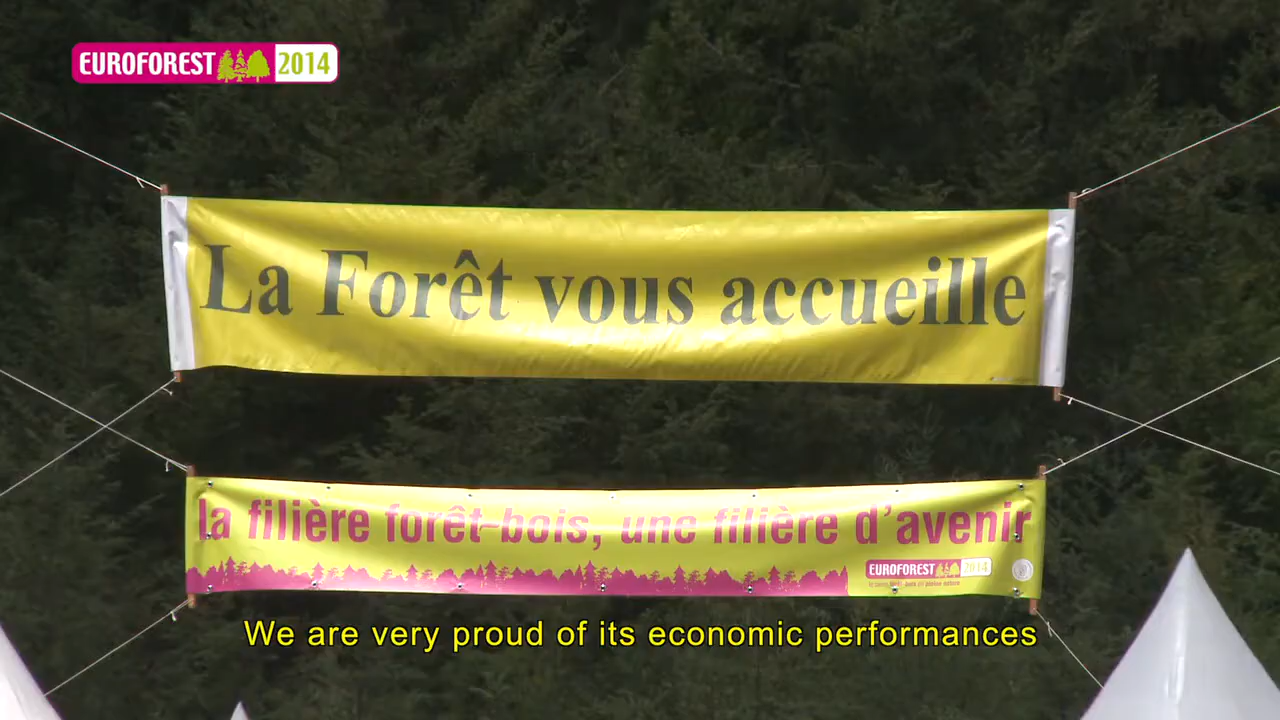 EUROFOREST 2014
La Forêt vous accueille
la filière forêt-bois, une filière d'avenir
EUROFOREST 2014
We are very proud of its economic performances